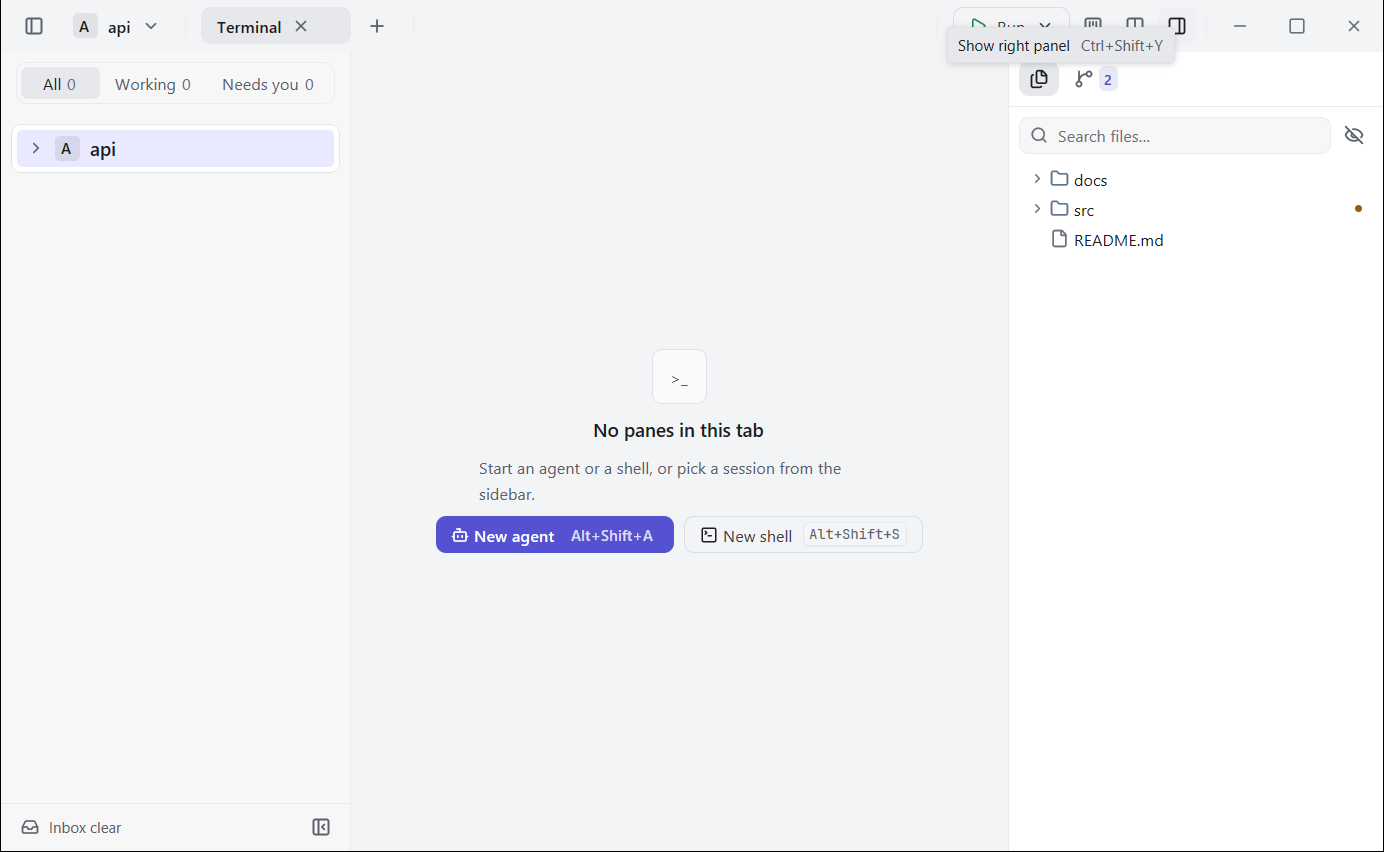 A api
Terminal
Run
Show right panel Ctrl+Shift+Y
All 0
Working 0
Needs you 0
2
A api
Search files...
docs
src
README.md
>_
No panes in this tab
Start an agent or a shell, or pick a session from the
sidebar.
New agent Alt+Shift+A
New shell Alt+Shift+S
Inbox clear